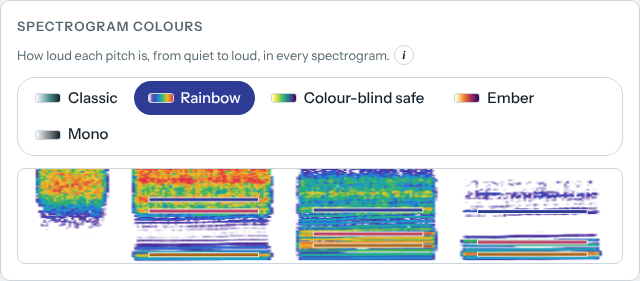 SPECTROGRAM COLOURS
How loud each pitch is, from quiet to loud, in every spectrogram. i
Classic Rainbow Colour-blind safe Ember
Mono